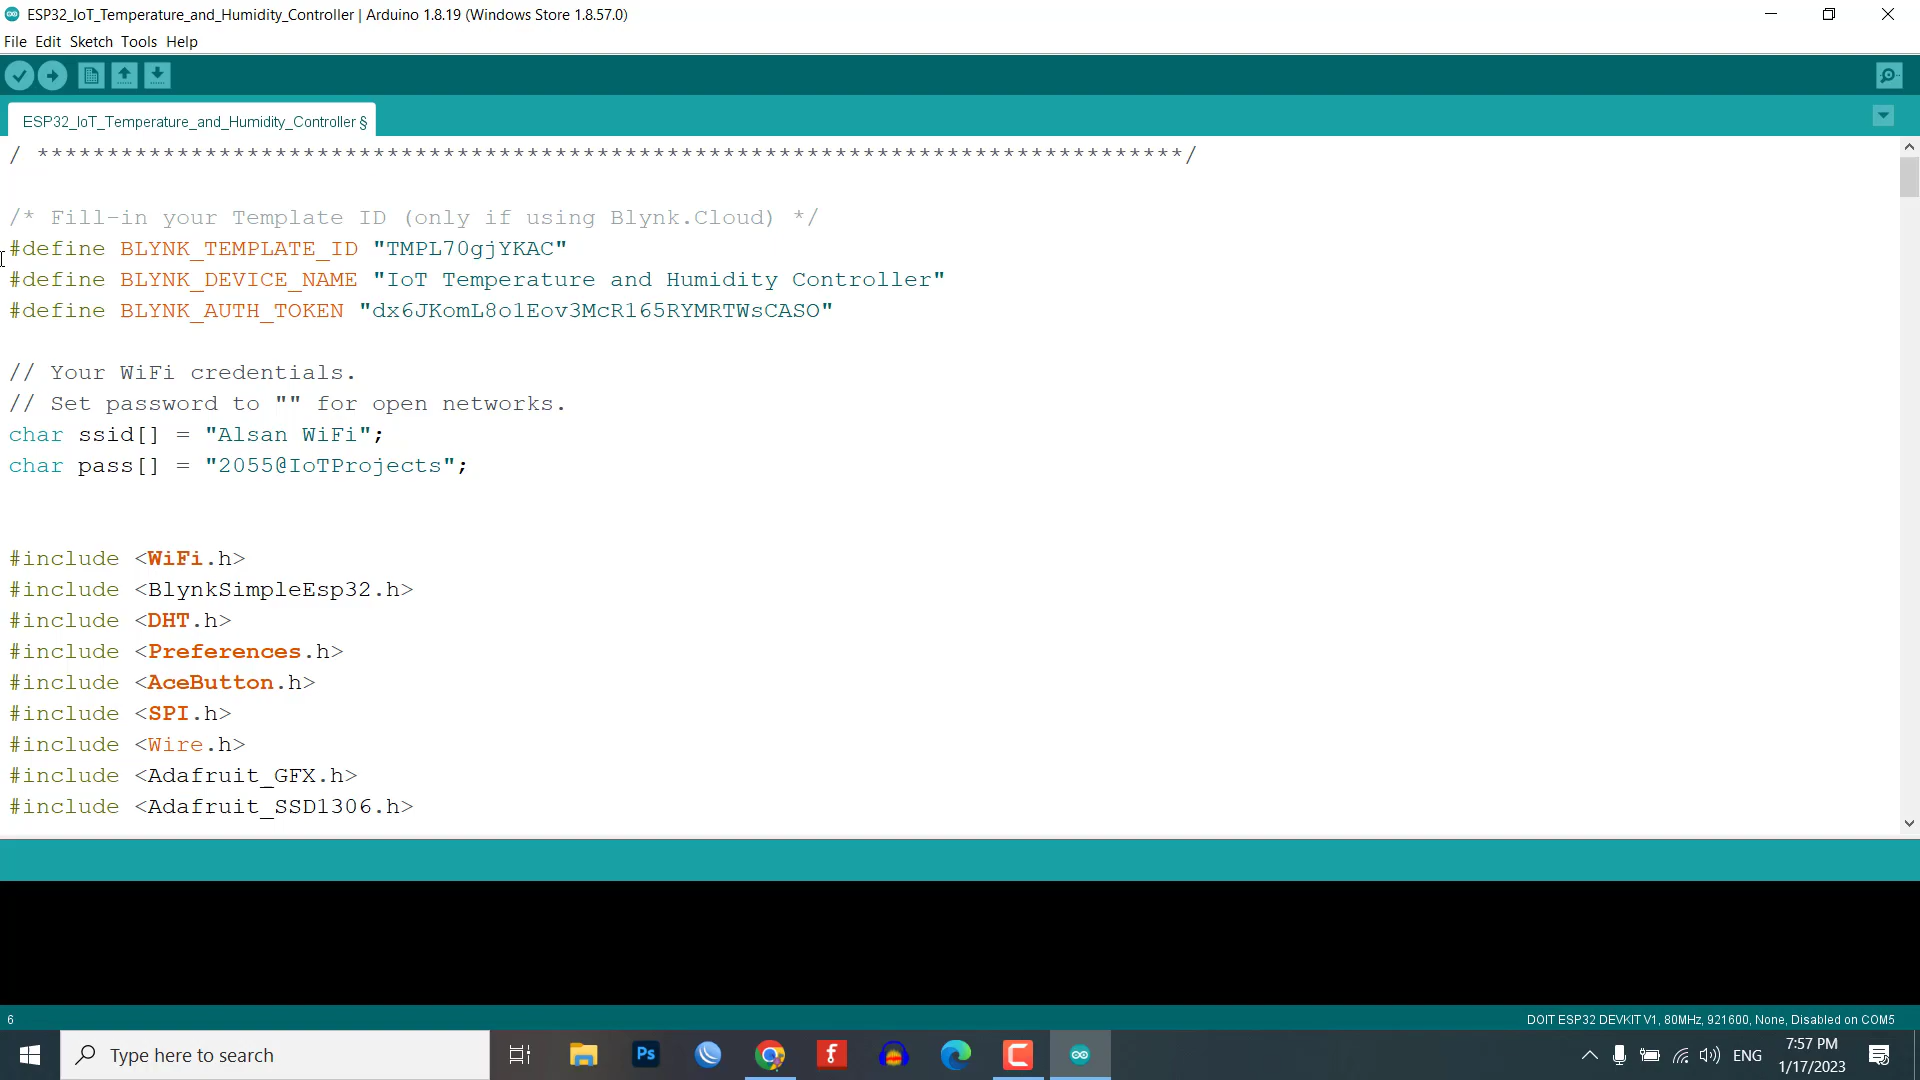 ESP32_IoT_Temperature_and_Humidity_Controller | Arduino 1.8.19 (Windows Store 1.8.57.0)
File Edit Sketch Tools Help
ESP32_IoT_Temperature_and_Humidity_Controller §
/ **********************************************************************************/
/* Fill-in your Template ID (only if using Blynk.Cloud) */
#define BLYNK_TEMPLATE_ID "TMPL70gjYKAC"
#define BLYNK_DEVICE_NAME "IoT Temperature and Humidity Controller"
#define BLYNK_AUTH_TOKEN "dx6JKomL8o1Eov3McR165RYMRTWsCASO"
// Your WiFi credentials.
// Set password to "" for open networks.
char ssid[] = "Alsan WiFi";
char pass[] = "2055@IoTProjects";
#include <WiFi.h>
#include <BlynkSimpleEsp32.h>
#include <DHT.h>
#include <Preferences.h>
#include <AceButton.h>
#include <SPI.h>
#include <Wire.h>
#include <Adafruit_GFX.h>
#include <Adafruit_SSD1306.h>
6
DOIT ESP32 DEVKIT V1, 80MHz, 921600, None, Disabled on COM5
Type here to search
Ps
ENG
7:57 PM
1/17/2023